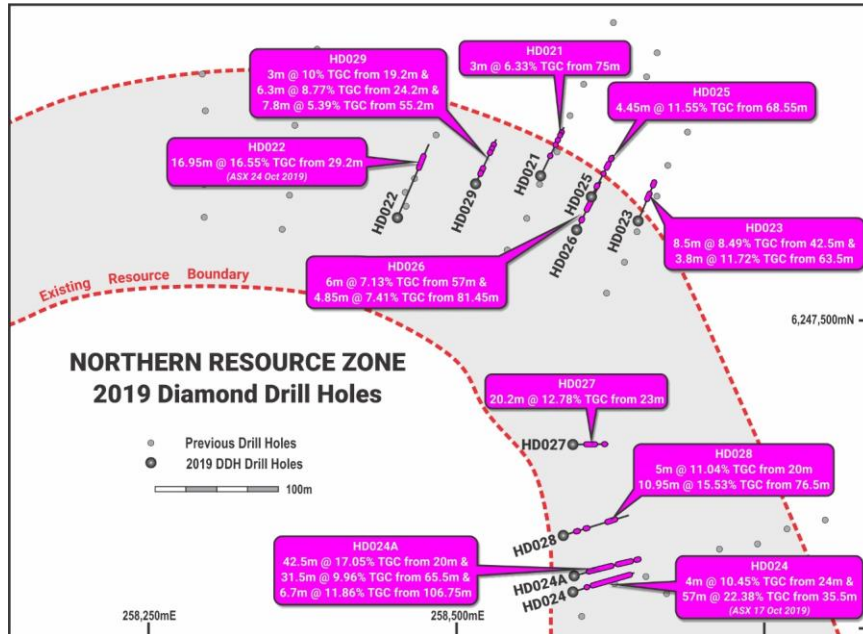 HD029
3m @ 10% TGC from 19.2m &
6.3m @ 8.77% TGC from 24.2m &
7.8m @ 5.39% TGC from 55.2m
HD021
3m @ 6.33% TGC from 75m
HD025
4.45m @ 11.55% TGC from 68.55m
HD022
16.95m @ 16.55% TGC from 29.2m
(ASX 24 Oct 2019)
HD022
HD029
HD021
HD025
HD026
HD023
HD023
8.5m @ 8.49% TGC from 42.5m &
3.8m @ 11.72% TGC from 63.5m
HD026
6m @ 7.13% TGC from 57m &
4.85m @ 7.41% TGC from 81.45m
Existing Resource Boundary
6,247,500mN
NORTHERN RESOURCE ZONE
2019 Diamond Drill Holes
HD027
20.2m @ 12.78% TGC from 23m
Previous Drill Holes
2019 DDH Drill Holes
100m
HD027
HD028
5m @ 11.04% TGC from 20m
10.95m @ 15.53% TGC from 76.5m
HD028
HD024A
42.5m @ 17.05% TGC from 20m &
31.5m @ 9.96% TGC from 65.5m &
6.7m @ 11.86% TGC from 106.75m
HD024A
HD024
HD024
4m @ 10.45% TGC from 24m &
57m @ 22.38% TGC from 35.5m
(ASX 17 Oct 2019)
258,250mE
258,500mE